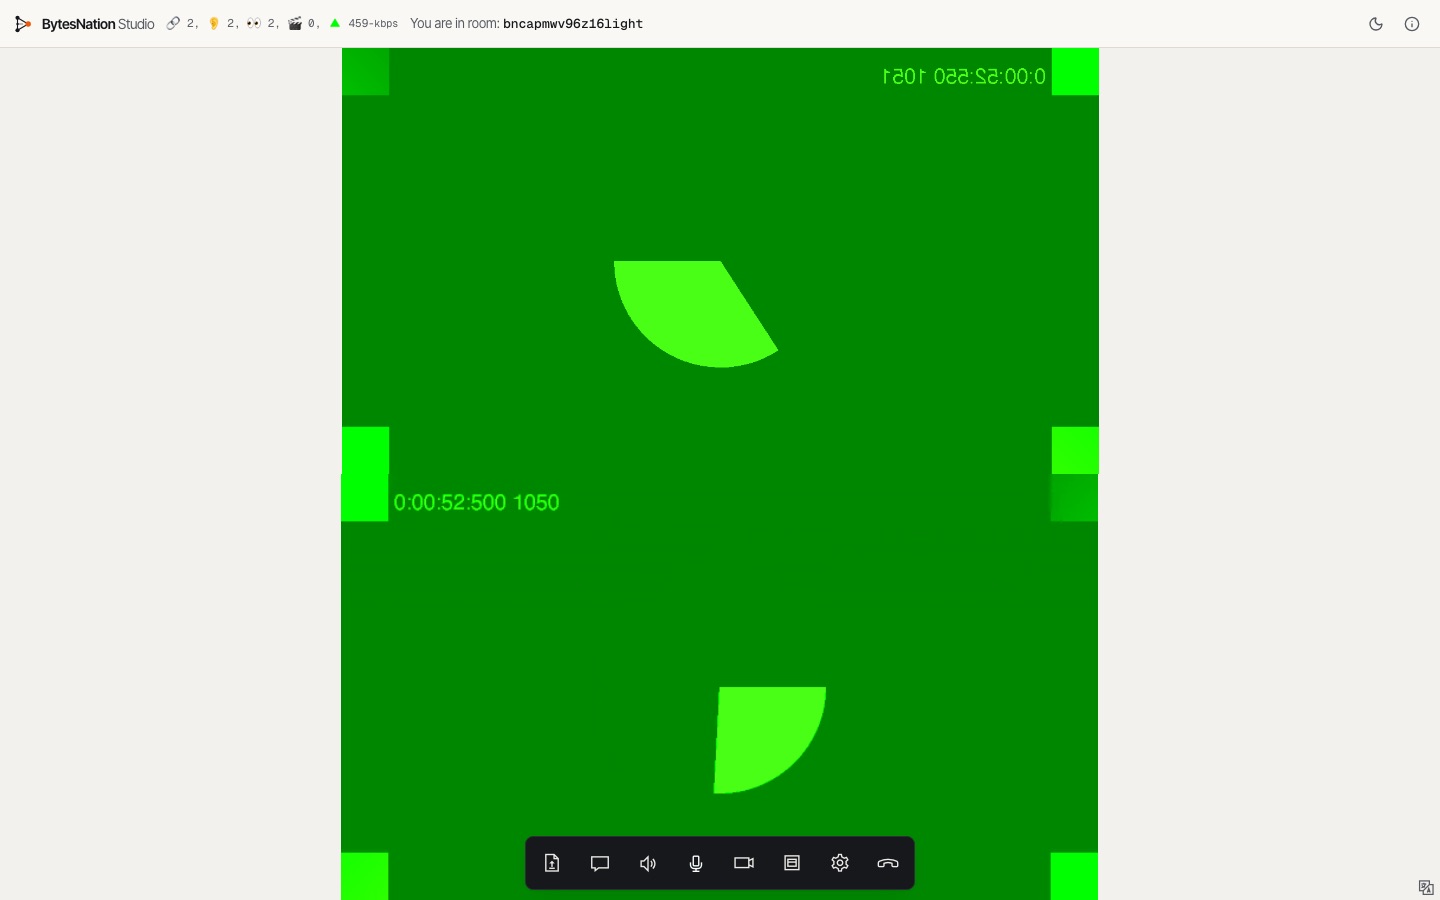 BytesNation Studio 🔗 2, 👂 2, 👀 2, 🎬 0, ▲ 459-kbps You are in room: bncapmwv96z16light
0:00:52:550 1051
0:00:52:500 1050